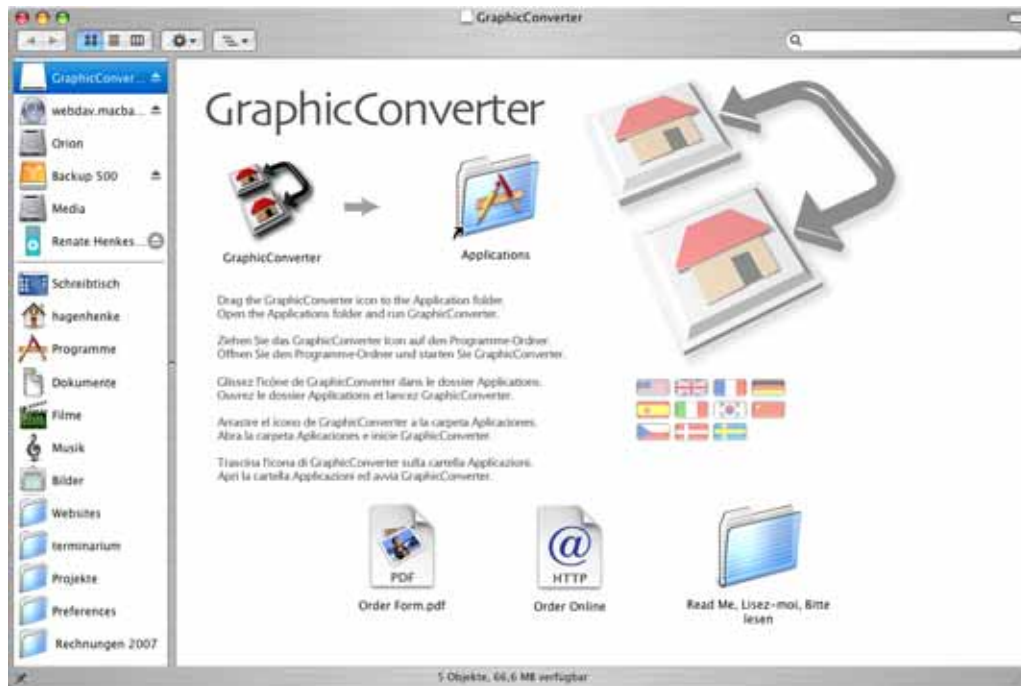 GraphicConverter
GraphicConver...
webdav.macba...
Orion
Backup 500
Media
Renate Henkes...
Schreibtisch
hagenhenke
Programme
Dokumente
Filme
Musik
Bilder
Websites
terminarium
Projekte
Preferences
Rechnungen 2007
GraphicConverter
GraphicConverter
Applications
Drag the GraphicConverter icon to the Application folder.
Open the Applications folder and run GraphicConverter.
Ziehen Sie das GraphicConverter Icon auf den Programme-Ordner.
Öffnen Sie den Programme-Ordner und starten Sie GraphicConverter.
Glissez l'icône de GraphicConverter dans le dossier Applications.
Ouvrez le dossier Applications et lancez GraphicConverter.
Arrastre el icono de GraphicConverter a la carpeta Aplicaciones.
Abra la carpeta Aplicaciones e inicie GraphicConverter.
Trascina l'icona di GraphicConverter sulla cartella Applicazioni.
Apri la cartella Applicazioni ed avvia GraphicConverter.
PDF
Order Form.pdf
@
HTTP
Order Online
Read Me, Lisez-moi, Bitte
lesen
5 Objekte, 66,6 MB verfügbar